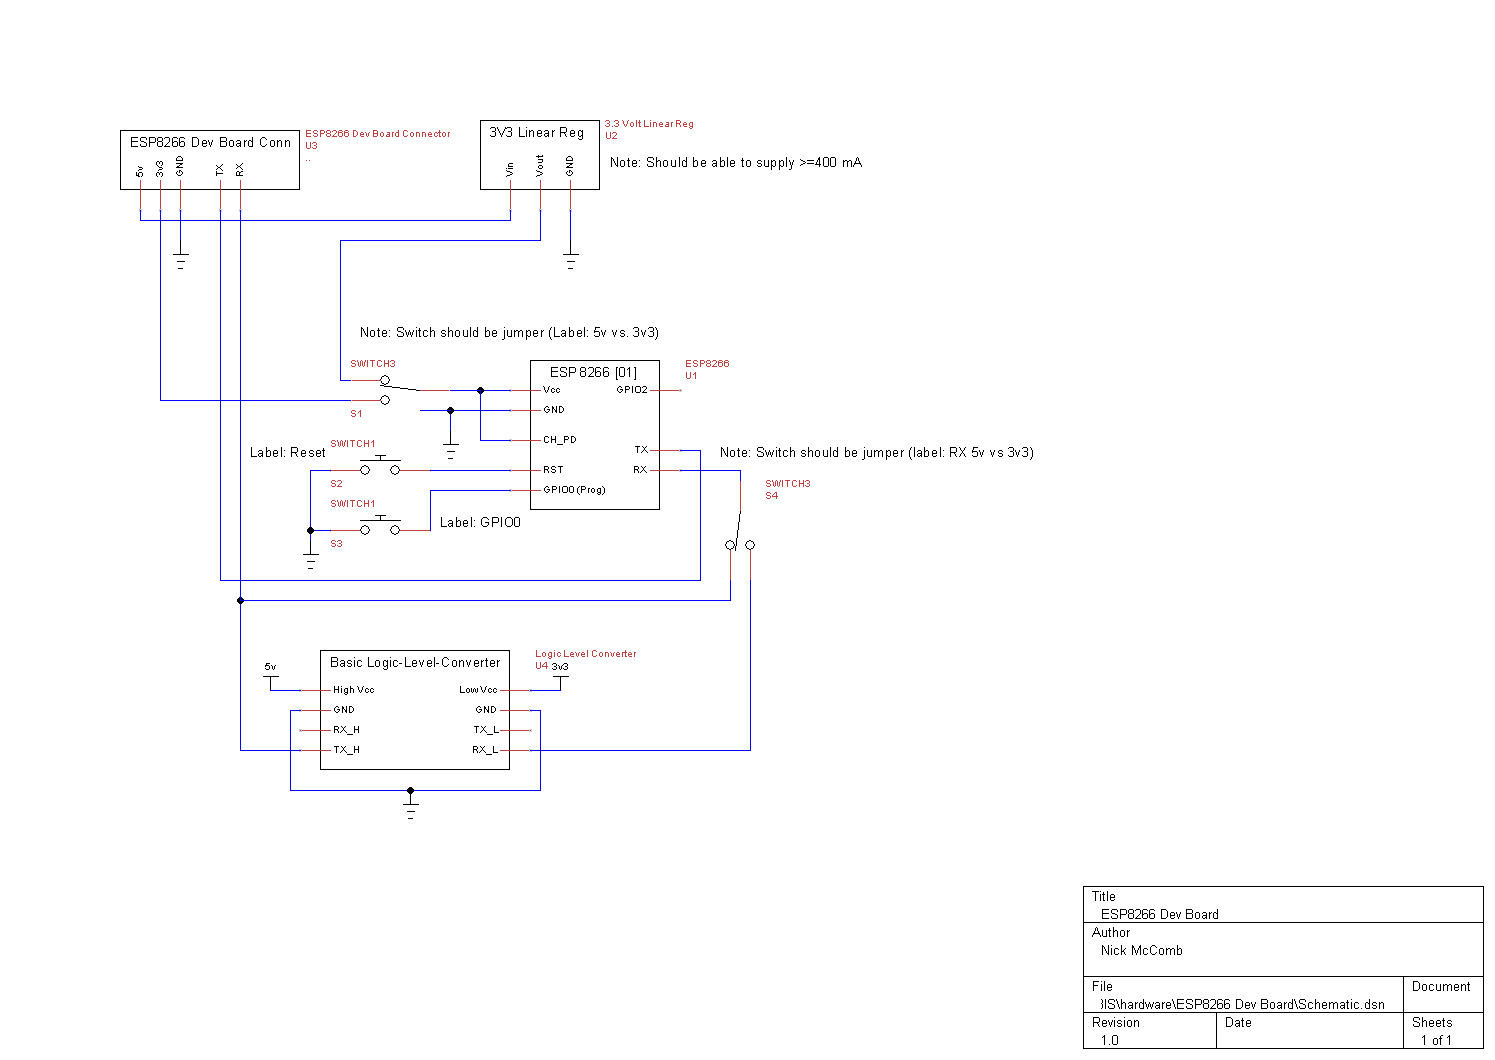 ESP8266 Dev Board Conn
5v
3v3
GND
TX
RX
ESP8266 Dev Board Connector
U3
..
3V3 Linear Reg
Vin
Vout
GND
3.3 Volt Linear Reg
U2
Note: Should be able to supply >=400 mA
Note: Switch should be jumper (Label: 5v vs. 3v3)
SWITCH3
S1
ESP8266 [01]
Vcc
GND
CH_PD
RST
GPIO0(Prog)
GPIO2
TX
RX
ESP8266
U1
Label: Reset
SWITCH1
S2
SWITCH1
S3
Label: GPIO0
Note: Switch should be jumper (label: RX 5v vs 3v3)
SWITCH3
S4
5v
Basic Logic-Level-Converter
High Vcc
GND
RX_H
TX_H
Low Vcc
GND
TX_L
RX_L
Logic Level Converter
U4
3v3
Title
ESP8266 Dev Board
Author
Nick McComb
File
IS\hardware\ESP8266 Dev Board\Schematic.dsn
Document
Revision
1.0
Date
Sheets
1 of 1